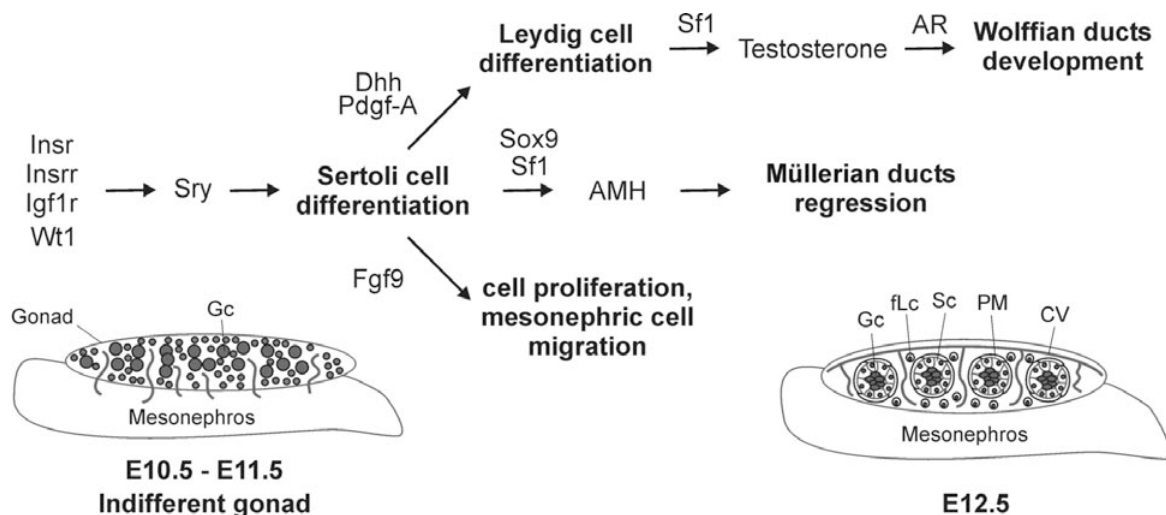 Leydig cell
differentiation
Sf1
Testosterone
AR
Wolffian ducts
development
Dhh
Pdgf-A
Insr
Insrr
Igf1r
Wt1
Sry
Sertoli cell
differentiation
Sox9
Sf1
AMH
Müllerian ducts
regression
Fgf9
cell proliferation,
mesonephric cell
migration
Gonad
Gc
Mesonephros
E10.5 - E11.5
Indifferent gonad
Gc
fLc
Sc
PM
CV
Mesonephros
E12.5